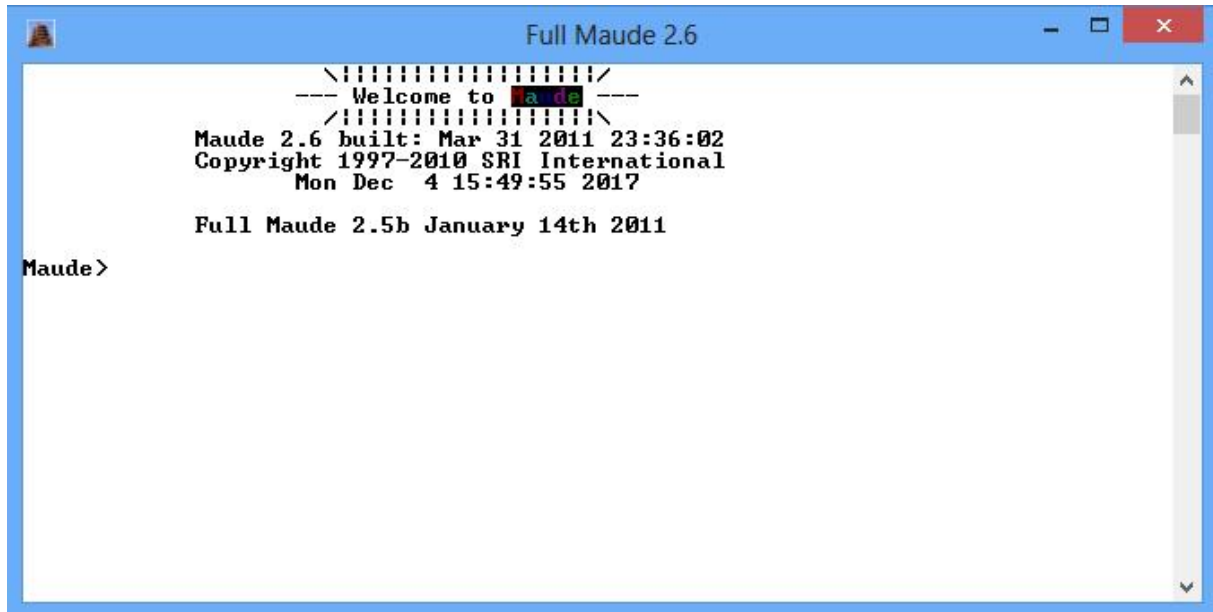 Full Maude 2.6
\||||||||||||||||||/
--- Welcome to Maude ---
/||||||||||||||||||\
Maude 2.6 built: Mar 31 2011 23:36:02
Copyright 1997-2010 SRI International
Mon Dec  4 15:49:55 2017
Full Maude 2.5b January 14th 2011
Maude>